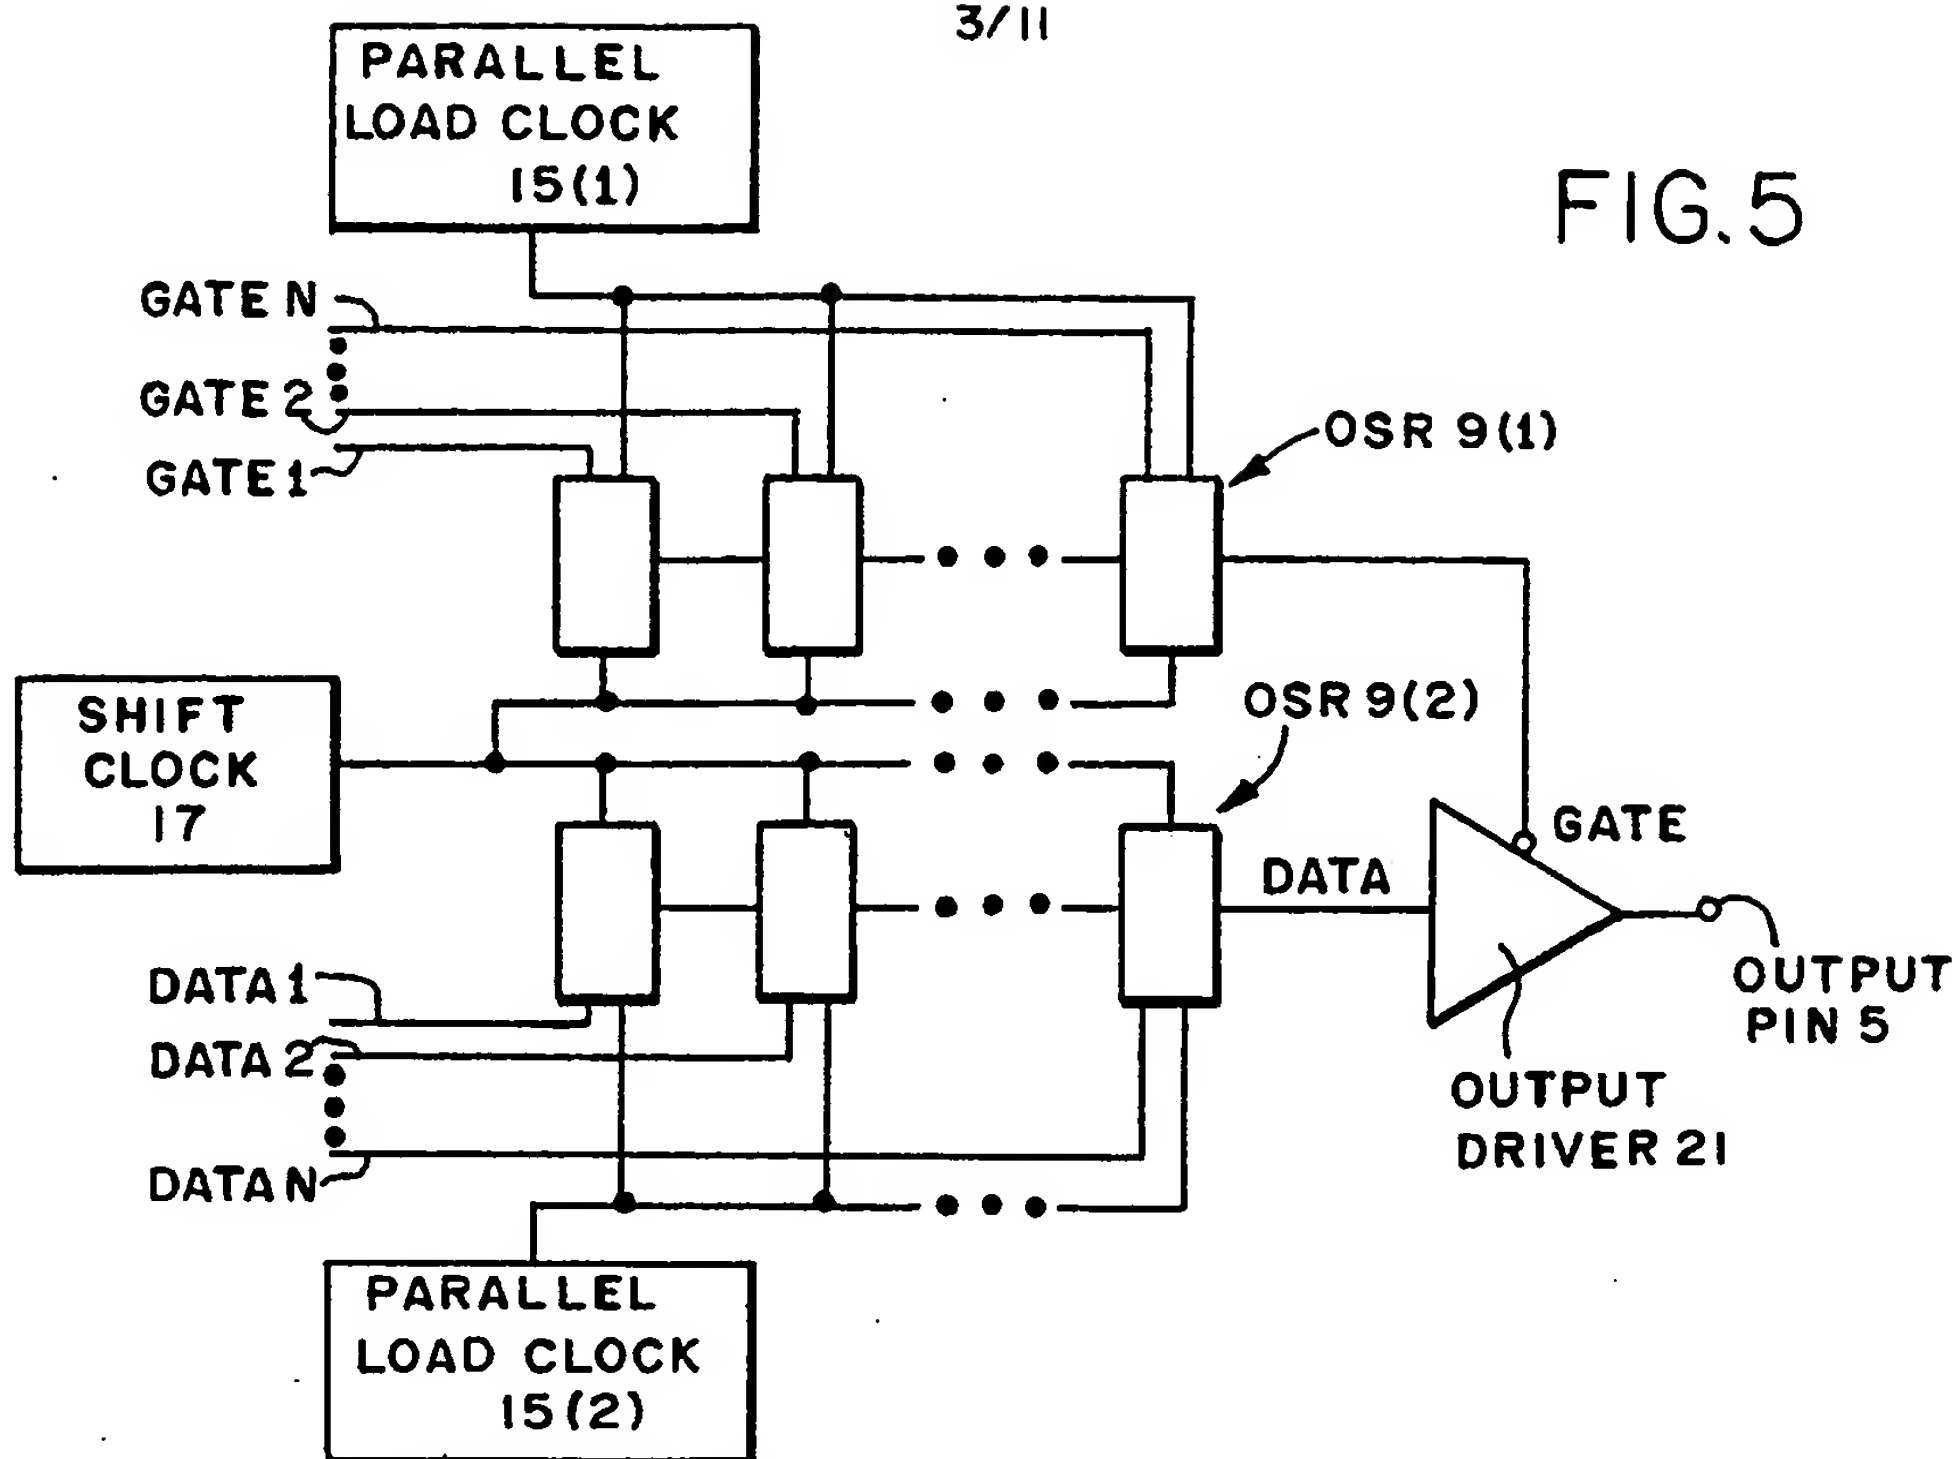 3/11
PARALLEL
LOAD CLOCK
15(1)
FIG. 5
GATE N
GATE 2
GATE 1
OSR 9(1)
SHIFT
CLOCK
17
OSR 9(2)
GATE
DATA
DATA 1
DATA 2
DATA N
OUTPUT
PIN 5
OUTPUT
DRIVER 21
PARALLEL
LOAD CLOCK
15(2)